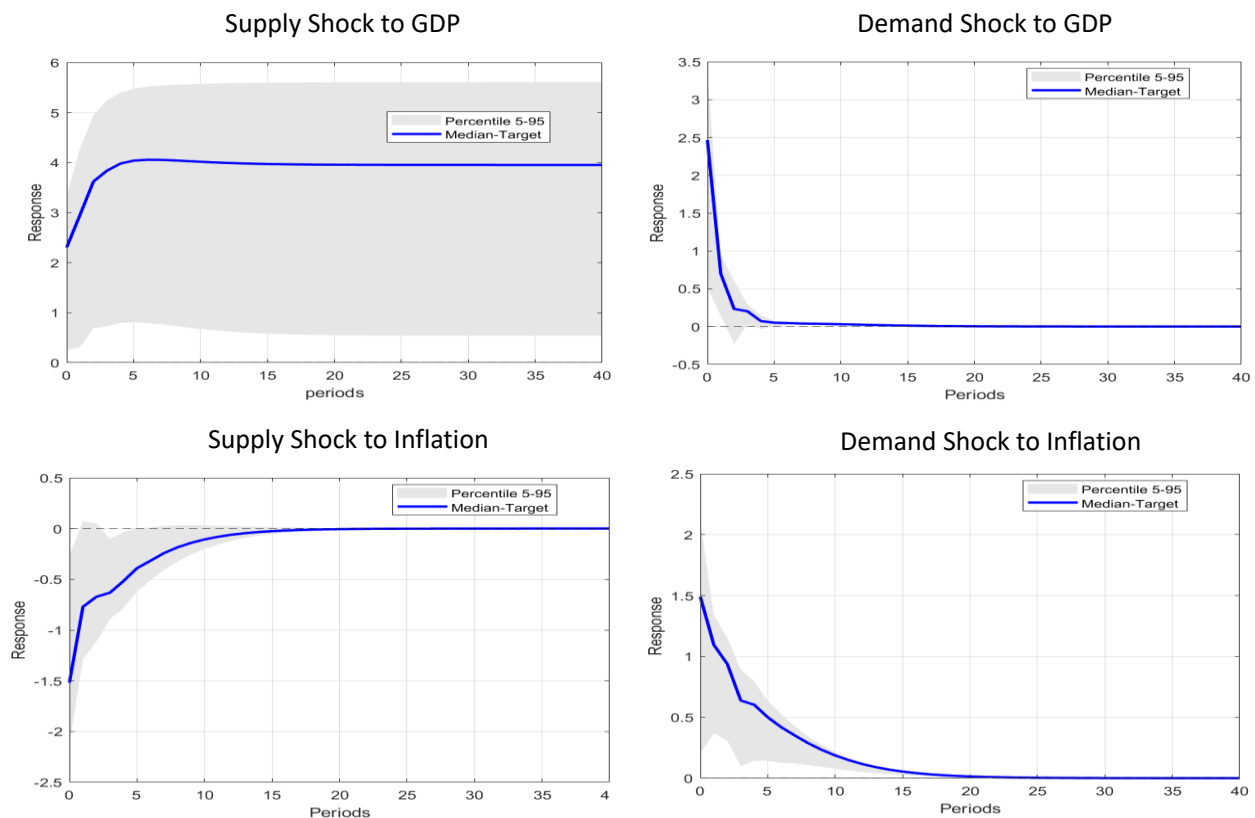 Supply Shock to GDP
6
5
4
3
2
1
0
Response
Percentile 5-95
Median-Target
0 5 10 15 20 25 30 35 40
periods
Demand Shock to GDP
3.5
3
2.5
2
1.5
1
0.5
0
-0.5
Response
Percentile 5-95
Median-Target
0 5 10 15 20 25 30 35 40
Periods
Supply Shock to Inflation
0.5
0
-0.5
-1
-1.5
-2
-2.5
Response
Percentile 5-95
Median-Target
0 5 10 15 20 25 30 35 4
Periods
Demand Shock to Inflation
2.5
2
1.5
1
0.5
0
Response
Percentile 5-95
Median-Target
0 5 10 15 20 25 30 35 40
Periods